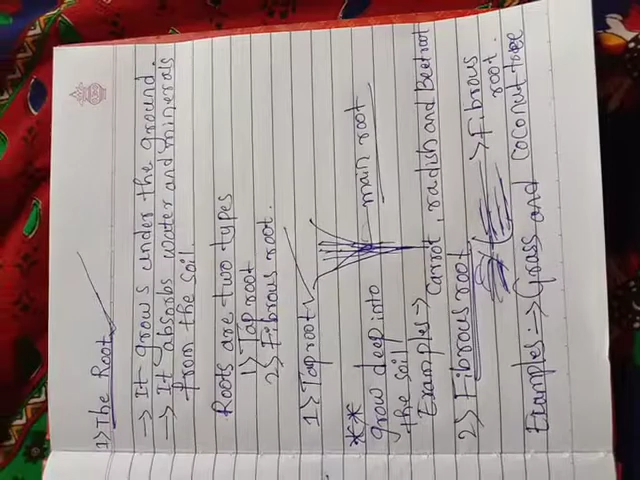 1> The Root
→ It grows under the ground.
→ It absorbs water and minerals
from the soil.
Roots are two types
1> Tap root
2> Fibrous root.
1> Taproot
main root
** grow deep into
the soil
Examples → Carrot, radish and Beetroot
2> Fibrous root.
→ Fibrous
root.
Examples :→ Grass and coconut tree